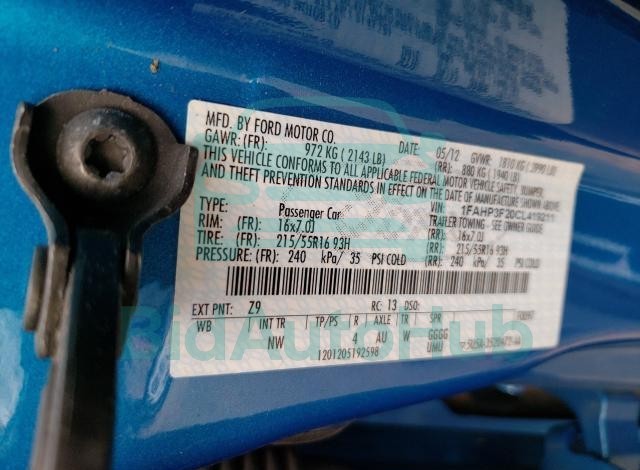 MFD. BY FORD MOTOR CO.
DATE: 05/12 GVWR: 1810 KG (3990 LB)
GAWR: (FR): 972 KG (2143 LB) (RR): 880 KG (1940 LB)
THIS VEHICLE CONFORMS TO ALL APPLICABLE FEDERAL MOTOR VEHICLE SAFETY, BUMPER,
AND THEFT PREVENTION STANDARDS IN EFFECT ON THE DATE OF MANUFACTURE SHOWN ABOVE.
VIN: 1FAHP3F20CL419211
TYPE: Passenger Car TRAILER TOWING - SEE OWNER GUIDE
RIM: (FR): 16x7.0J (RR): 16x7.0J
TIRE: (FR): 215/55R16 93H (RR): 215/55R16 93H
PRESSURE: (FR): 240 kPa/ 35 PSI COLD (RR): 240 kPa/ 35 PSI COLD
EXT PNT: Z9 RC: 13 DSO:
WB INT TR TP/PS R AXLE TR SPR
NW 4 AU W GGGG
UMU
1201205192598
BidAutoHub